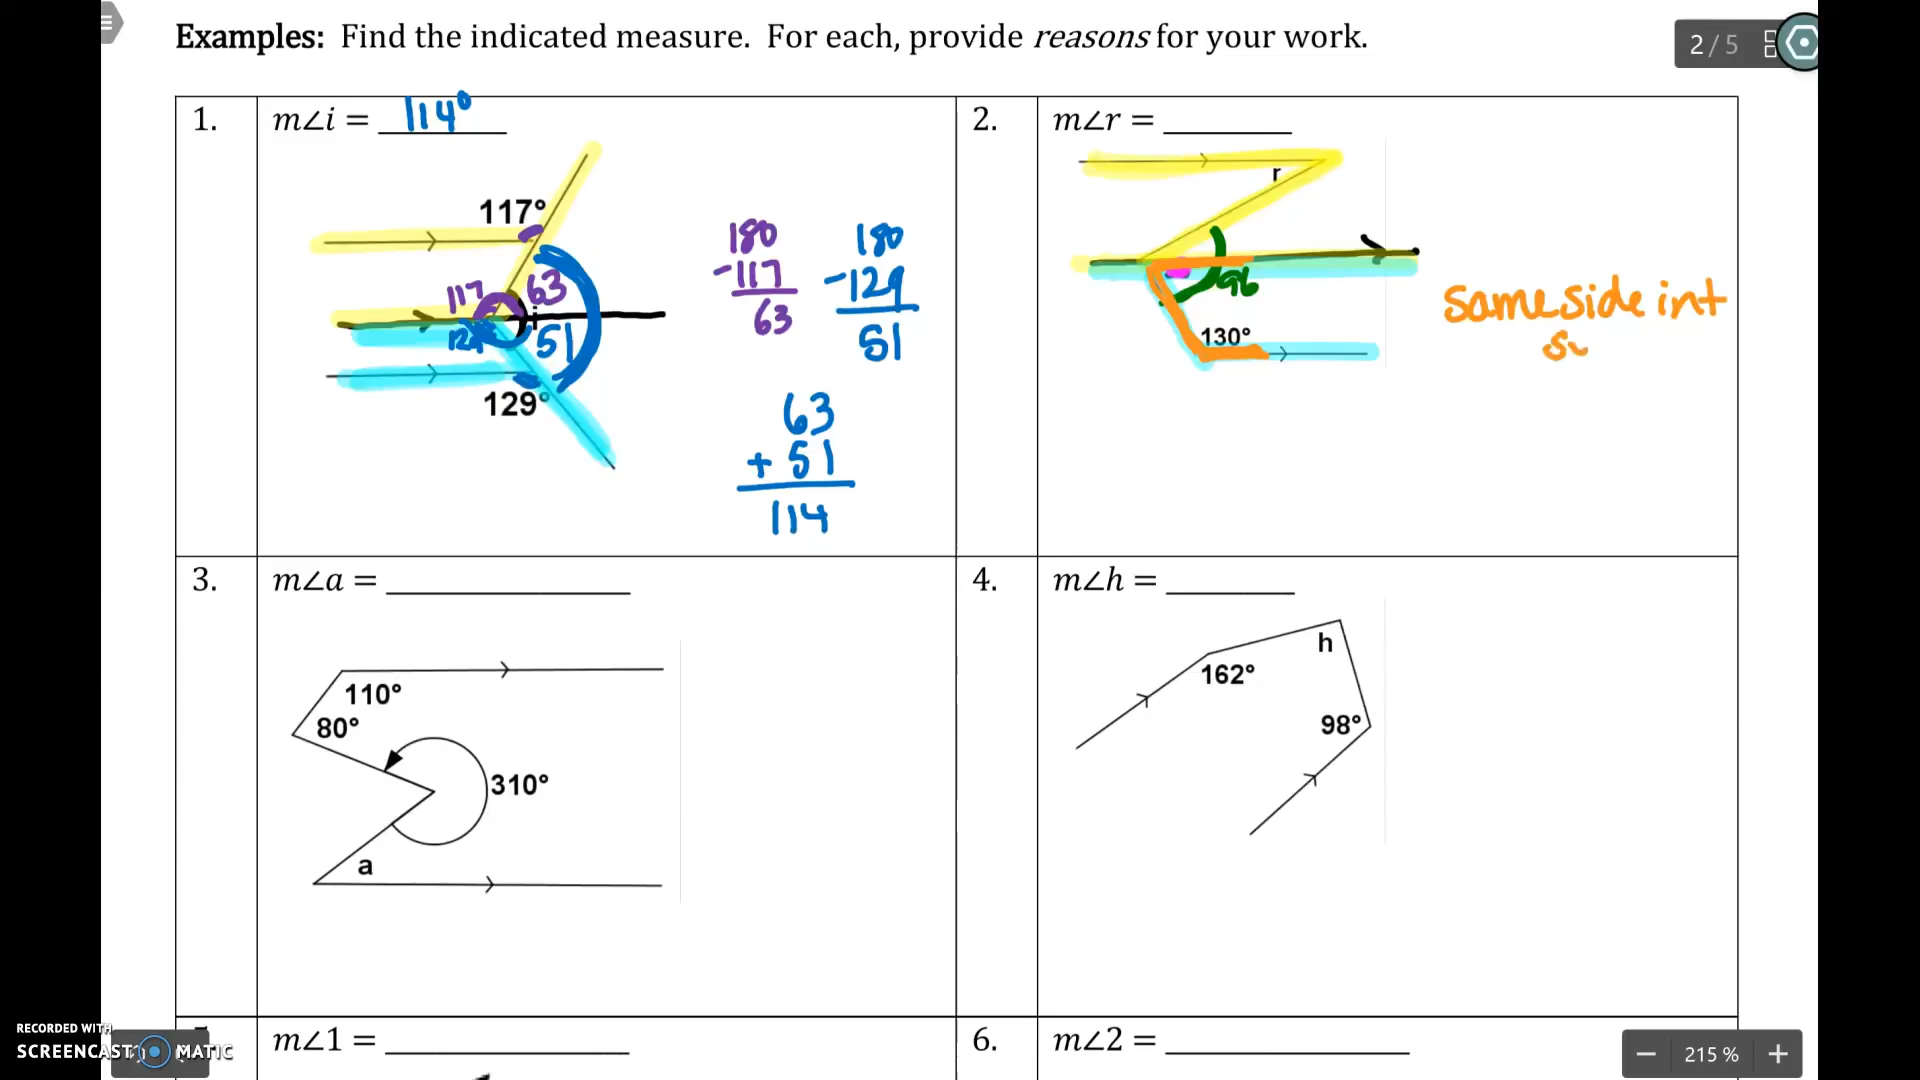 Examples: Find the indicated measure. For each, provide reasons for your work.
2 / 5
1.
m∠i = 114°
117°
117
63
i
51
129°
180
-117
63
180
-129
51
63
+ 51
114
2.
m∠r =
r
96
130°
same side int
3.
m∠a =
110°
80°
310°
a
4.
m∠h =
h
162°
98°
m∠1 =
6.
m∠2 =
RECORDED WITH
SCREENCAST MATIC
− 215 % +